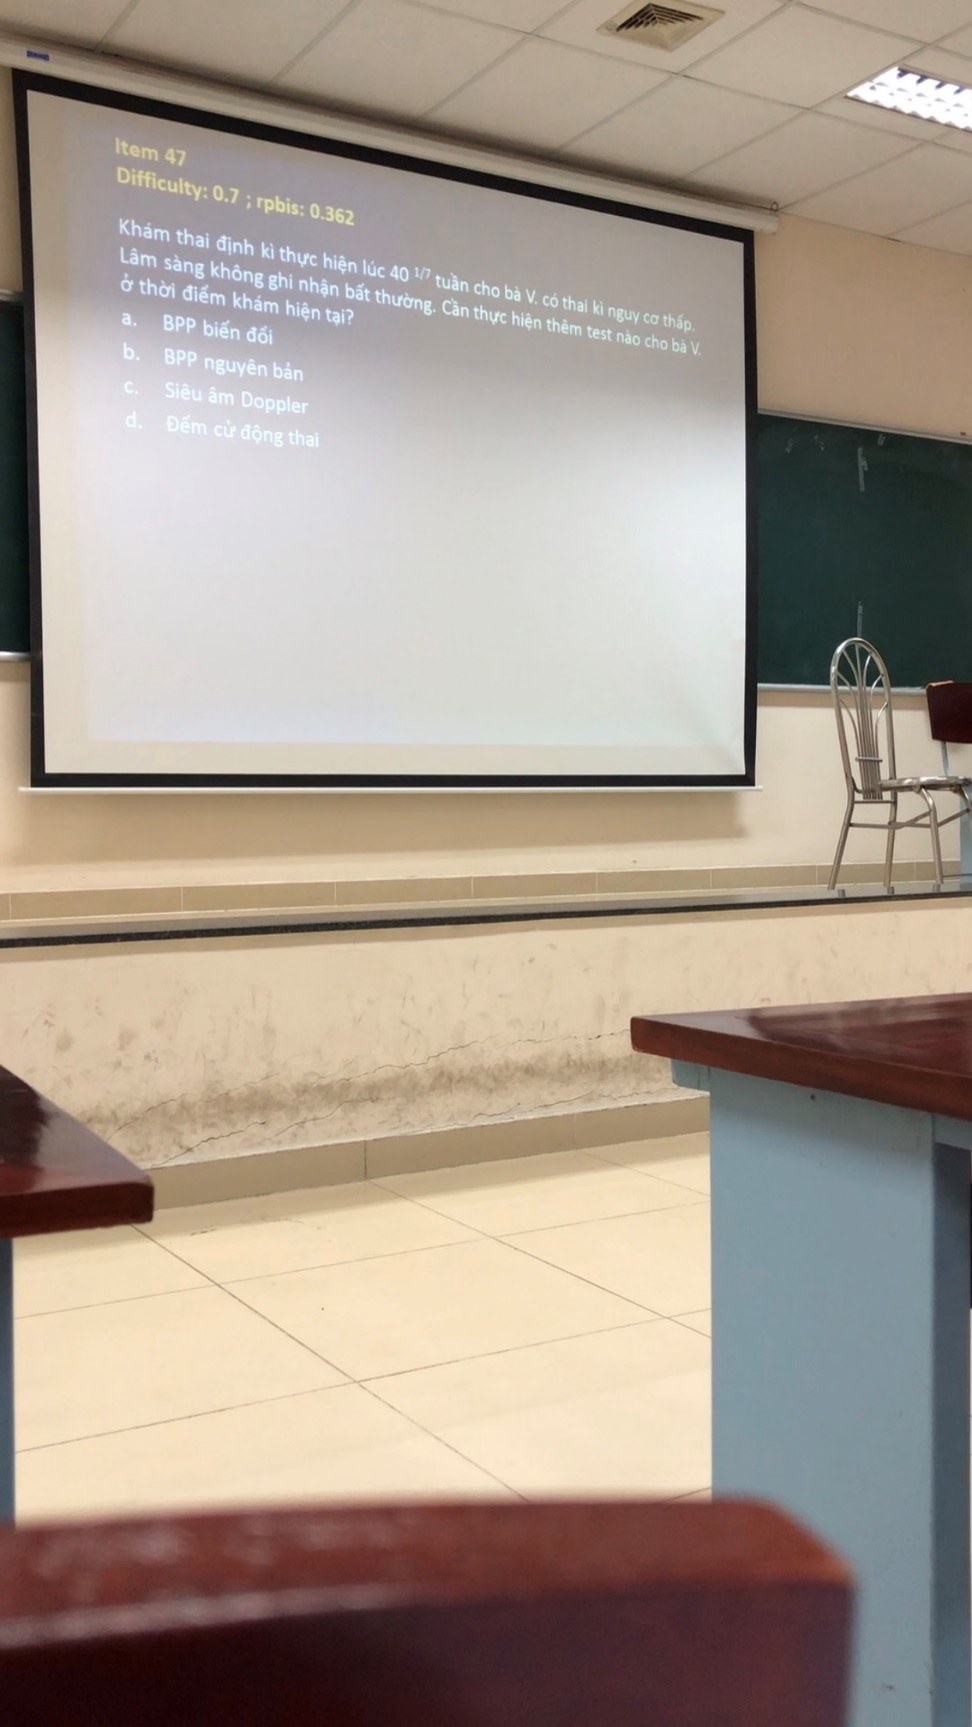 Item 47
Difficulty: 0.7 ; rpbis: 0.362
Khám thai định kì thực hiện lúc 40 1/7 tuần cho bà V. có thai kì nguy cơ thấp.
Lâm sàng không ghi nhận bất thường. Cần thực hiện thêm test nào cho bà V.
ở thời điểm khám hiện tại?
a. BPP biến đổi
b. BPP nguyên bản
c. Siêu âm Doppler
d. Đếm cử động thai